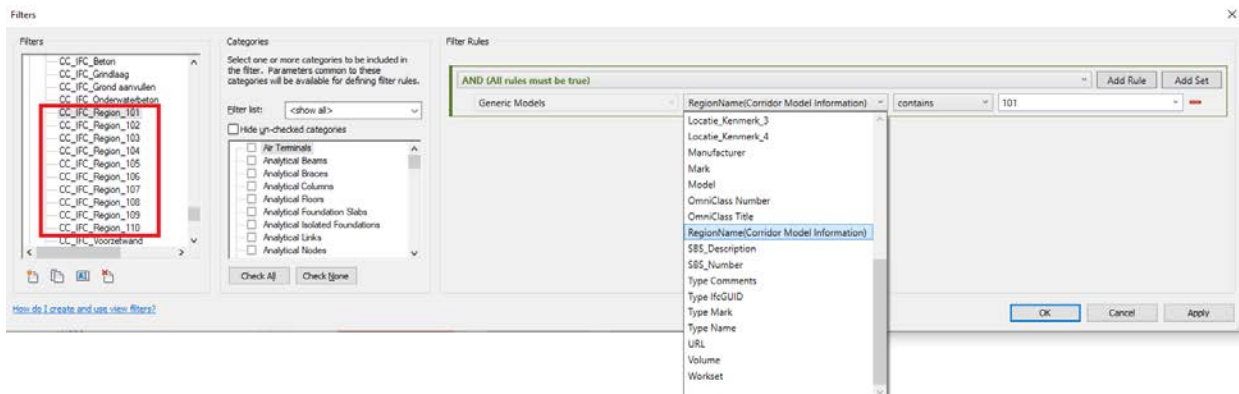 Filters
Filters
CC_IFC_Beton
CC_IFC_Grindlaag
CC_IFC_Grond aanvullen
CC_IFC_Onderwaterbeton
CC_IFC_Region_101
CC_IFC_Region_102
CC_IFC_Region_103
CC_IFC_Region_104
CC_IFC_Region_105
CC_IFC_Region_106
CC_IFC_Region_107
CC_IFC_Region_108
CC_IFC_Region_109
CC_IFC_Region_110
CC_IFC_Voorzetwand
How do I create and use view filters?
Categories
Select one or more categories to be included in
the filter. Parameters common to these
categories will be available for defining filter rules.
Filter list: <show all>
Hide un-checked categories
Air Terminals
Analytical Beams
Analytical Braces
Analytical Columns
Analytical Floors
Analytical Foundation Slabs
Analytical Isolated Foundations
Analytical Links
Analytical Nodes
Check All Check None
Filter Rules
AND (All rules must be true) Add Rule Add Set
Generic Models RegionName(Corridor Model Information) contains 101
Locatie_Kenmerk_3
Locatie_Kenmerk_4
Manufacturer
Mark
Model
OmniClass Number
OmniClass Title
RegionName(Corridor Model Information)
SBS_Description
SBS_Number
Type Comments
Type IfcGUID
Type Mark
Type Name
URL
Volume
Workset
OK Cancel Apply